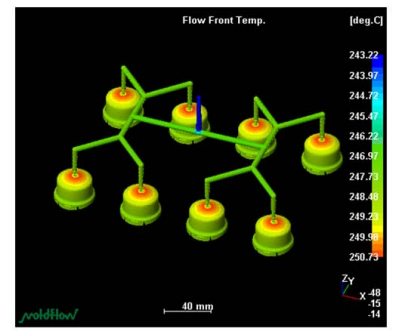 Flow Front Temp.
[deg.C]
243.22
243.97
244.72
245.47
246.22
246.97
247.73
248.48
249.23
249.98
250.73
40 mm
moldflow
Z Y
X -48
-15
-14